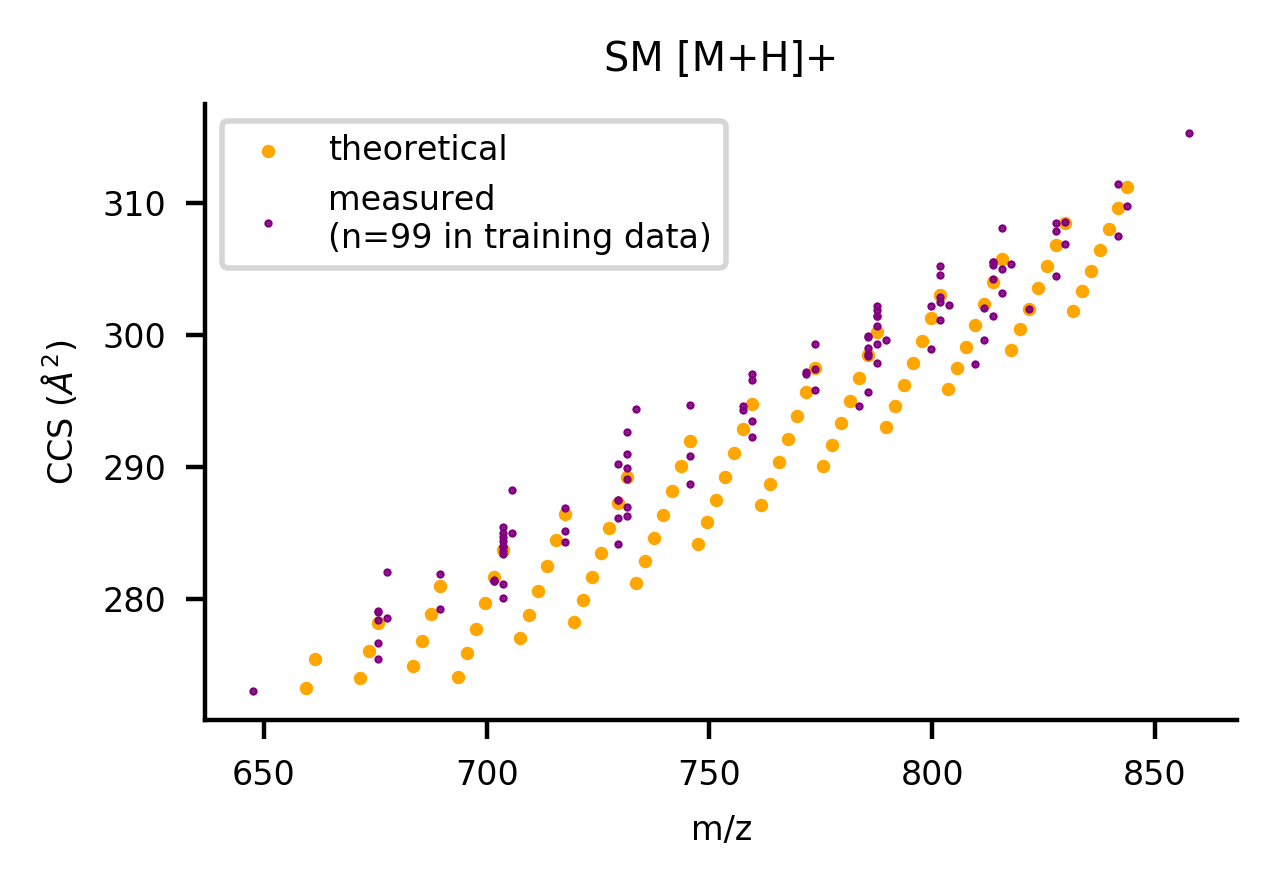 SM [M+H]+
theoretical
measured
(n=99 in training data)
CCS (Å²)
310
300
290
280
650
700
750
800
850
m/z